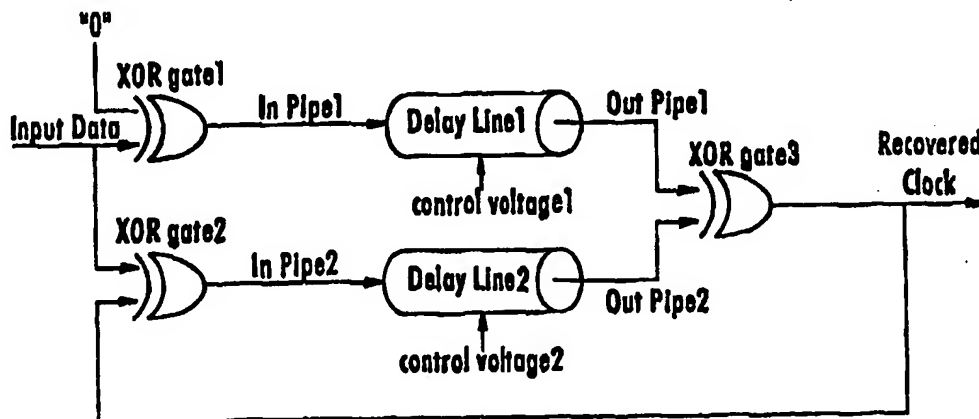 "0"
XOR gate1
Input Data
In Pipe1
Delay Line1
Out Pipe1
control voltage1
XOR gate3
Recovered
Clock
XOR gate2
In Pipe2
Delay Line2
Out Pipe2
control voltage2